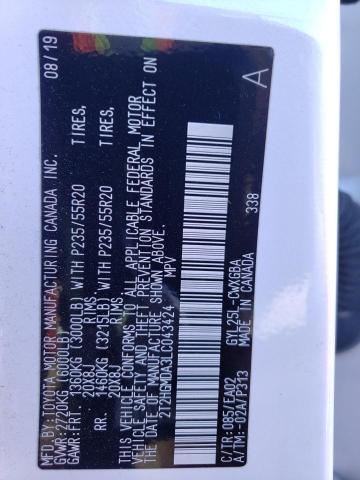 MFD. BY: TOYOTA MOTOR MANUFACTURING CANADA INC. 08/19
GVWR: 2720KG (6000LB)
GAWR: FRT. 1360KG (3000LB) WITH P235/55R20 TIRES,
20X8J RIMS,
RR. 1460KG (3215LB) WITH P235/55R20 TIRES,
20X8J RIMS.
THIS VEHICLE CONFORMS TO ALL APPLICABLE FEDERAL MOTOR
VEHICLE SAFETY AND THEFT PREVENTION STANDARDS IN EFFECT ON
THE DATE OF MANUFACTURE SHOWN ABOVE.
2T2HGMDA3LC043424 MPV
A
338
C/TR:085/EA02 GYL25L-CWXGBA
A/TM:-02A/P313 MADE IN CANADA